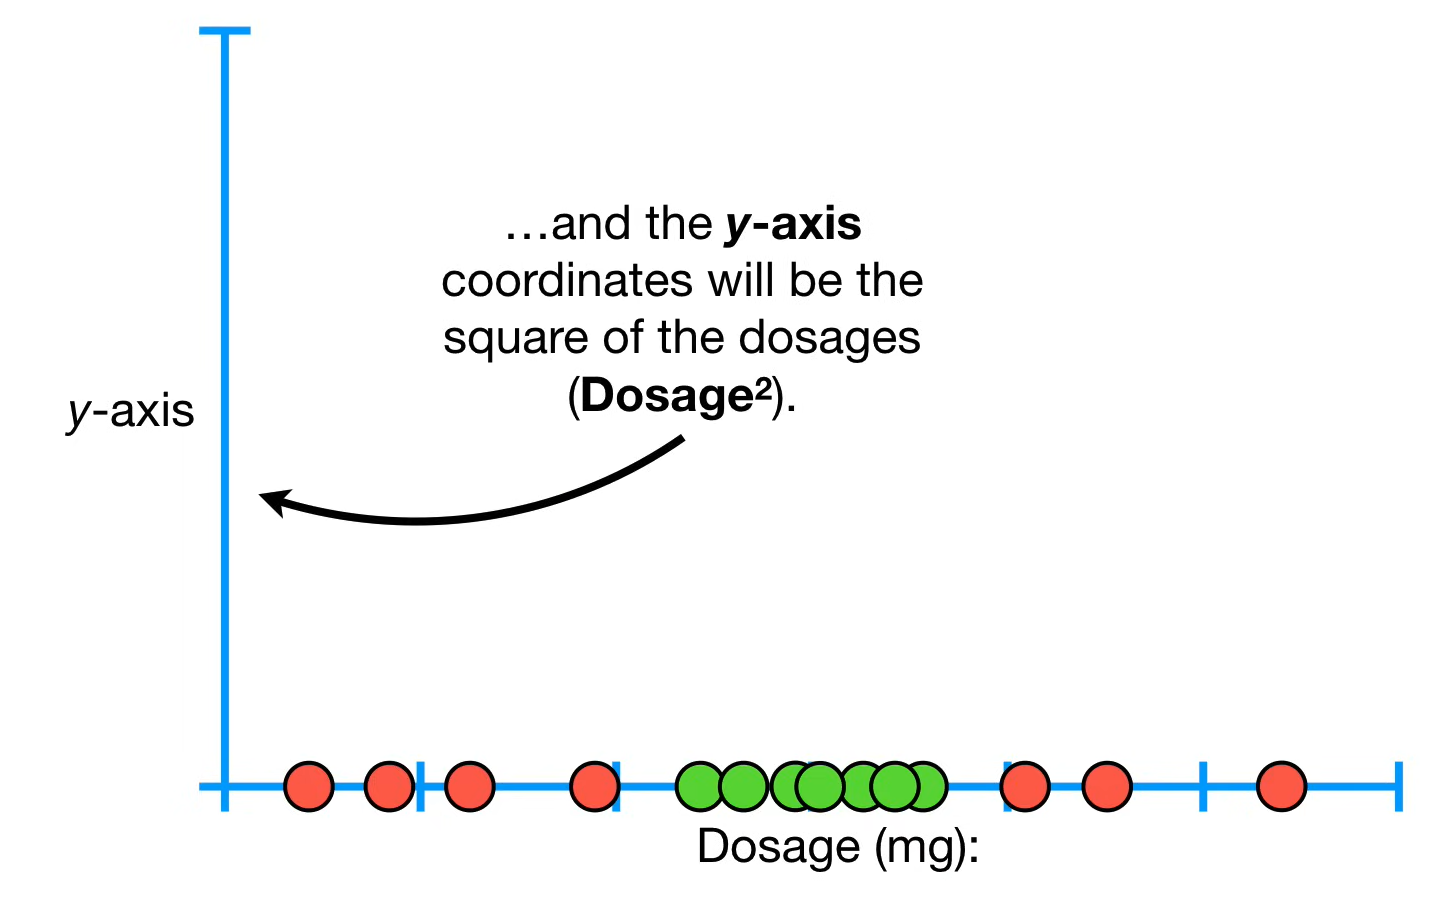 …and the y-axis
coordinates will be the
square of the dosages
(Dosage²).
y-axis
Dosage (mg):